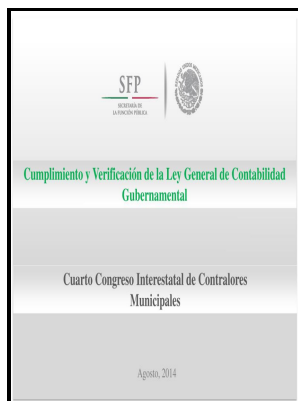 SFP
SECRETARÍA DE
LA FUNCIÓN PÚBLICA
Cumplimiento y Verificación de la Ley General de Contabilidad
Gubernamental
Cuarto Congreso Interestatal de Contralores
Municipales
Agosto, 2014